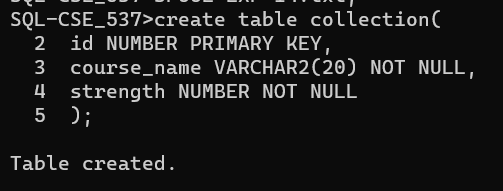 SQL-CSE_537>create table collection(
2 id NUMBER PRIMARY KEY,
3 course_name VARCHAR2(20) NOT NULL,
4 strength NUMBER NOT NULL
5 );
Table created.